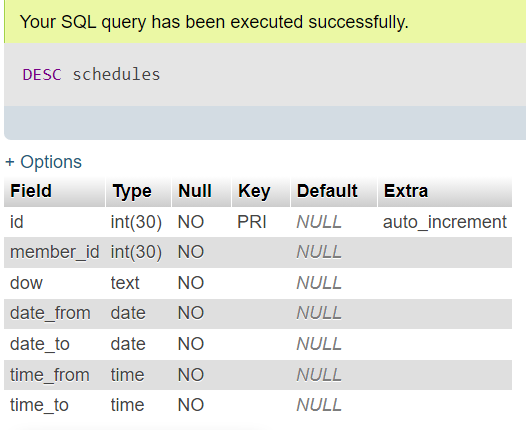 Your SQL query has been executed successfully.
DESC schedules
+ Options
Field Type Null Key Default Extra
id int(30) NO PRI NULL auto_increment
member_id int(30) NO NULL
dow text NO NULL
date_from date NO NULL
date_to date NO NULL
time_from time NO NULL
time_to time NO NULL